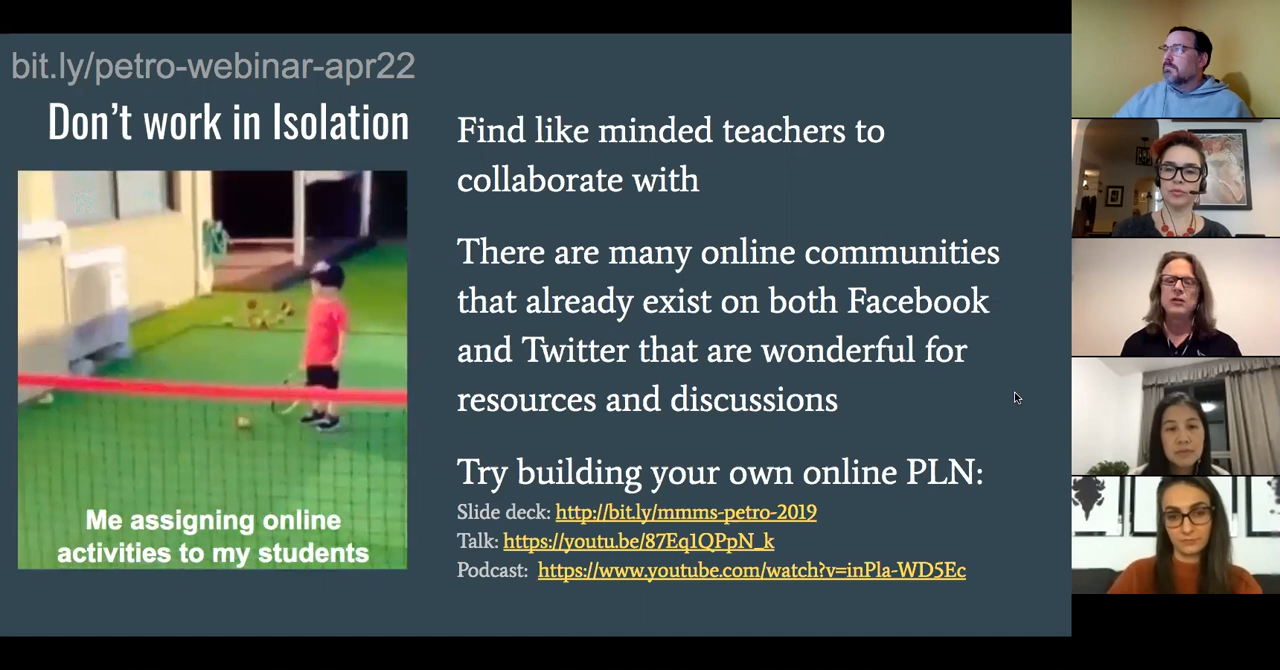 bit.ly/petro-webinar-apr22
Don't work in Isolation
Me assigning online
activities to my students
Find like minded teachers to
collaborate with
There are many online communities
that already exist on both Facebook
and Twitter that are wonderful for
resources and discussions
Try building your own online PLN:
Slide deck: http://bit.ly/mmms-petro-2019
Talk: https://youtu.be/87Eq1QPpN_k
Podcast: https://www.youtube.com/watch?v=inPla-WD5Ec